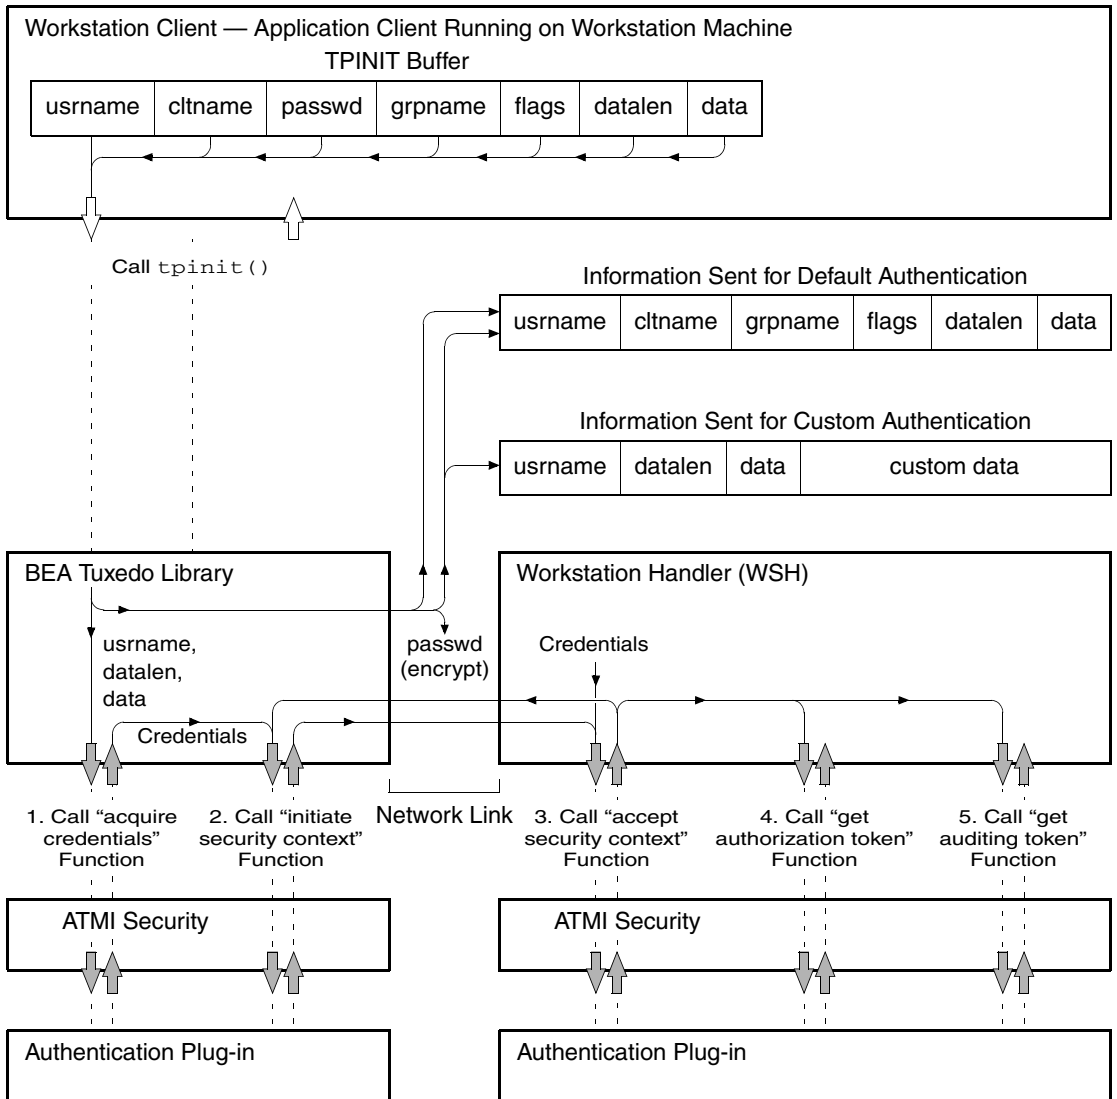 Workstation Client — Application Client Running on Workstation Machine
TPINIT Buffer
usrname cltname passwd grpname flags datalen data
Call tpinit()
Information Sent for Default Authentication
usrname cltname grpname flags datalen data
Information Sent for Custom Authentication
usrname datalen data custom data
BEA Tuxedo Library
Workstation Handler (WSH)
usrname,
datalen,
data
passwd
(encrypt)
Credentials
Credentials
Network Link
1. Call “acquire
credentials”
Function
2. Call “initiate
security context”
Function
3. Call “accept
security context”
Function
4. Call “get
authorization token”
Function
5. Call “get
auditing token”
Function
ATMI Security
ATMI Security
Authentication Plug-in
Authentication Plug-in